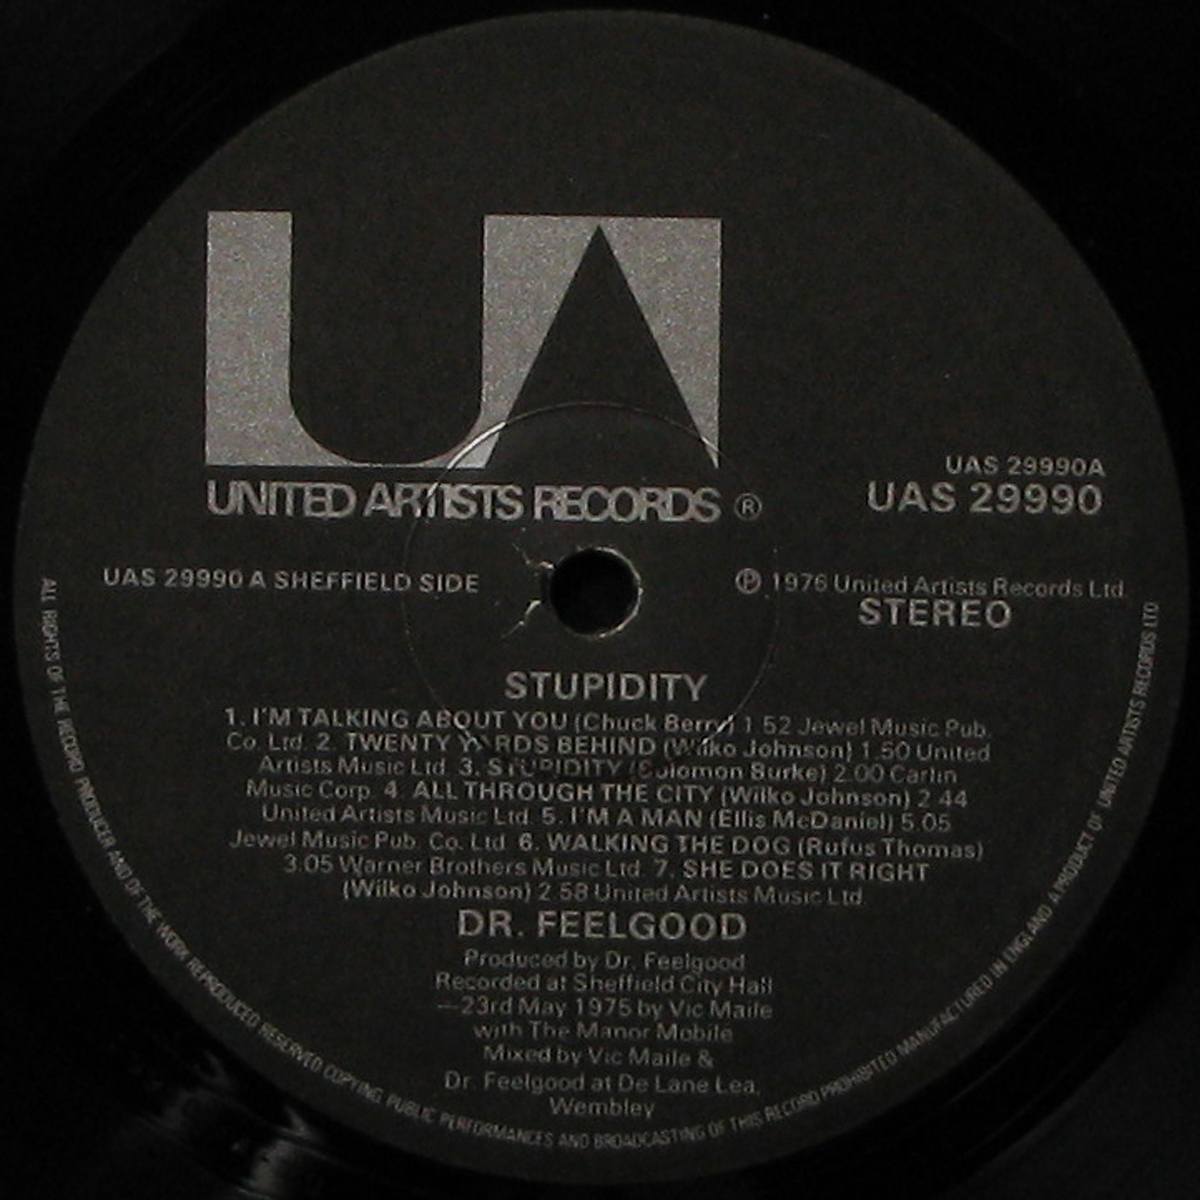 UA
UNITED ARTISTS RECORDS ®
UAS 29990A
UAS 29990
UAS 29990 A SHEFFIELD SIDE
℗ 1976 United Artists Records Ltd.
STEREO
STUPIDITY
1. I'M TALKING ABOUT YOU (Chuck Berry) 1.52 Jewel Music Pub.
Co. Ltd. 2. TWENTY YARDS BEHIND (Wilko Johnson) 1.50 United
Artists Music Ltd. 3. STUPIDITY (Solomon Burke) 2.00 Carlin
Music Corp. 4. ALL THROUGH THE CITY (Wilko Johnson) 2.44
United Artists Music Ltd. 5. I'M A MAN (Ellis McDaniel) 5.05
Jewel Music Pub. Co. Ltd. 6. WALKING THE DOG (Rufus Thomas)
3.05 Warner Brothers Music Ltd. 7. SHE DOES IT RIGHT
(Wilko Johnson) 2.58 United Artists Music Ltd.
DR. FEELGOOD
Produced by Dr. Feelgood
Recorded at Sheffield City Hall
—23rd May 1975 by Vic Maile
with The Manor Mobile
Mixed by Vic Maile &
Dr. Feelgood at De Lane Lea,
Wembley
ALL RIGHTS OF THE RECORD PRODUCER AND OF THE WORK REPRODUCED RESERVED COPYING PUBLIC PERFORMANCES AND BROADCASTING OF THIS RECORD PROHIBITED MANUFACTURED IN ENGLAND A PRODUCT OF UNITED ARTISTS RECORDS LTD